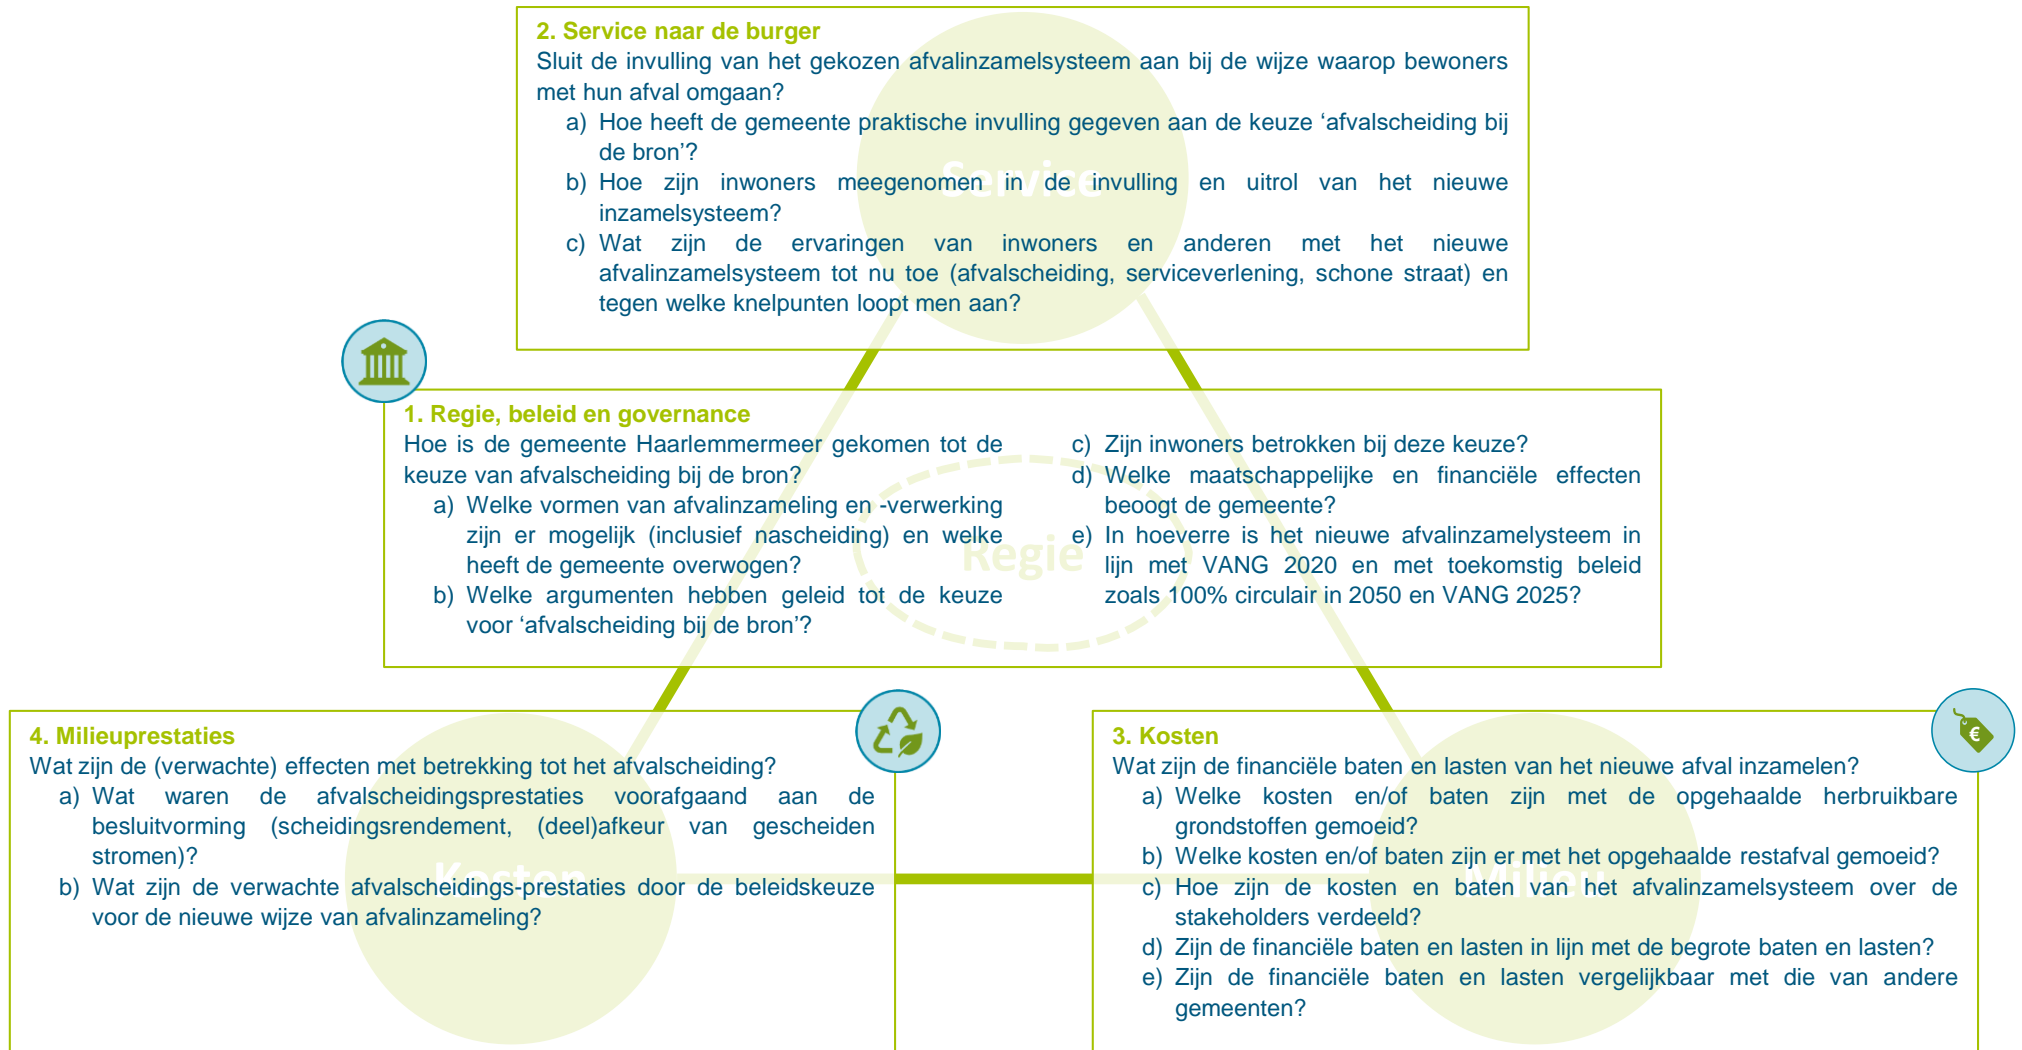 2. Service naar de burger
Sluit de invulling van het gekozen afvalinzamelsysteem aan bij de wijze waarop bewoners
met hun afval omgaan?
a) Hoe heeft de gemeente praktische invulling gegeven aan de keuze ‘afvalscheiding bij
de bron’?
b) Hoe zijn inwoners meegenomen in de invulling en uitrol van het nieuwe
inzamelsysteem?
c) Wat zijn de ervaringen van inwoners en anderen met het nieuwe
afvalinzamelsysteem tot nu toe (afvalscheiding, serviceverlening, schone straat) en
tegen welke knelpunten loopt men aan?
Service
1. Regie, beleid en governance
Hoe is de gemeente Haarlemmermeer gekomen tot de
keuze van afvalscheiding bij de bron?
a) Welke vormen van afvalinzameling en -verwerking
zijn er mogelijk (inclusief nascheiding) en welke
heeft de gemeente overwogen?
b) Welke argumenten hebben geleid tot de keuze
voor ‘afvalscheiding bij de bron’?
c) Zijn inwoners betrokken bij deze keuze?
d) Welke maatschappelijke en financiële effecten
beoogt de gemeente?
e) In hoeverre is het nieuwe afvalinzamelysteem in
lijn met VANG 2020 en met toekomstig beleid
zoals 100% circulair in 2050 en VANG 2025?
Regie
4. Milieuprestaties
Wat zijn de (verwachte) effecten met betrekking tot het afvalscheiding?
a) Wat waren de afvalscheidingsprestaties voorafgaand aan de
besluitvorming (scheidingsrendement, (deel)afkeur van gescheiden
stromen)?
b) Wat zijn de verwachte afvalscheidings-prestaties door de beleidskeuze
voor de nieuwe wijze van afvalinzameling?
Kosten
3. Kosten
Wat zijn de financiële baten en lasten van het nieuwe afval inzamelen?
a) Welke kosten en/of baten zijn met de opgehaalde herbruikbare
grondstoffen gemoeid?
b) Welke kosten en/of baten zijn er met het opgehaalde restafval gemoeid?
c) Hoe zijn de kosten en baten van het afvalinzamelsysteem over de
stakeholders verdeeld?
d) Zijn de financiële baten en lasten in lijn met de begrote baten en lasten?
e) Zijn de financiële baten en lasten vergelijkbaar met die van andere
gemeenten?
Milieu
€